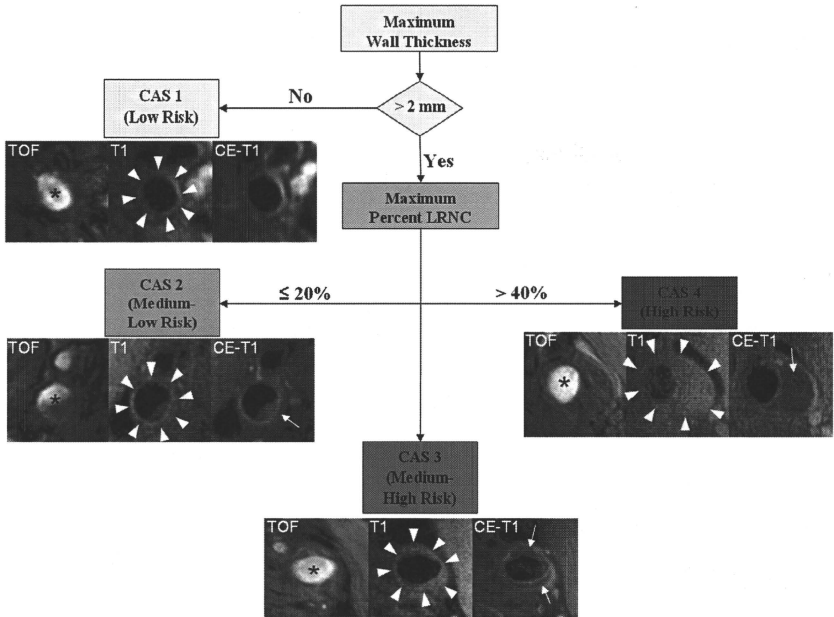 Maximum
Wall Thickness
CAS 1
(Low Risk)
No
> 2 mm
Yes
TOF T1 CE-T1
*
Maximum
Percent LRNC
CAS 2
(Medium-
Low Risk)
≤ 20%
> 40%
CAS 4
(High Risk)
TOF T1 CE-T1
*
TOF T1 CE-T1
*
CAS 3
(Medium-
High Risk)
TOF T1 CE-T1
*